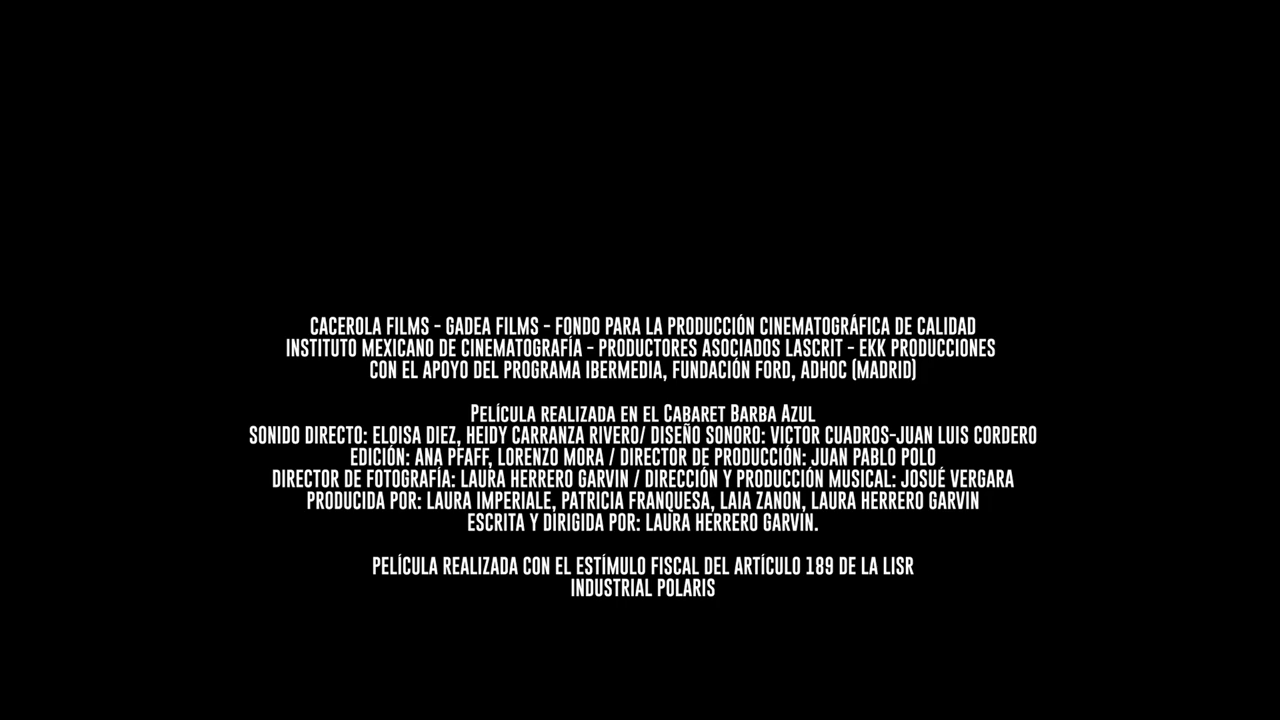 CACEROLA FILMS - GADEA FILMS - FONDO PARA LA PRODUCCIÓN CINEMATOGRÁFICA DE CALIDAD
INSTITUTO MEXICANO DE CINEMATOGRAFÍA - PRODUCTORES ASOCIADOS LASCRIT - EKK PRODUCCIONES
CON EL APOYO DEL PROGRAMA IBERMEDIA, FUNDACIÓN FORD, ADHOC (MADRID)
PELÍCULA REALIZADA EN EL CABARET BARBA AZUL
SONIDO DIRECTO: ELOISA DIEZ, HEIDY CARRANZA RIVERO/ DISEÑO SONORO: VICTOR CUADROS-JUAN LUIS CORDERO
EDICIÓN: ANA PFAFF, LORENZO MORA / DIRECTOR DE PRODUCCIÓN: JUAN PABLO POLO
DIRECTOR DE FOTOGRAFÍA: LAURA HERRERO GARVIN / DIRECCIÓN Y PRODUCCIÓN MUSICAL: JOSUÉ VERGARA
PRODUCIDA POR: LAURA IMPERIALE, PATRICIA FRANQUESA, LAIA ZANON, LAURA HERRERO GARVIN
ESCRITA Y DIRIGIDA POR: LAURA HERRERO GARVIN.
PELÍCULA REALIZADA CON EL ESTÍMULO FISCAL DEL ARTÍCULO 189 DE LA LISR
INDUSTRIAL POLARIS